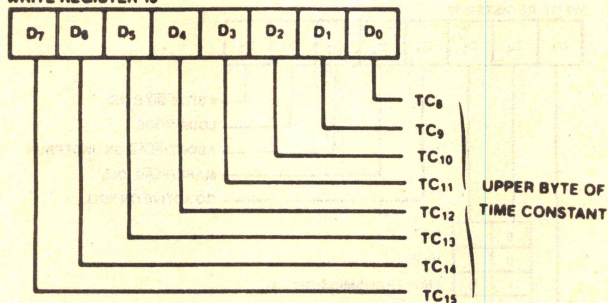 WRITE REGISTER 13
D7 D6 D5 D4 D3 D2 D1 D0
TC8
TC9
TC10
TC11
UPPER BYTE OF
TC12
TIME CONSTANT
TC13
TC14
TC15